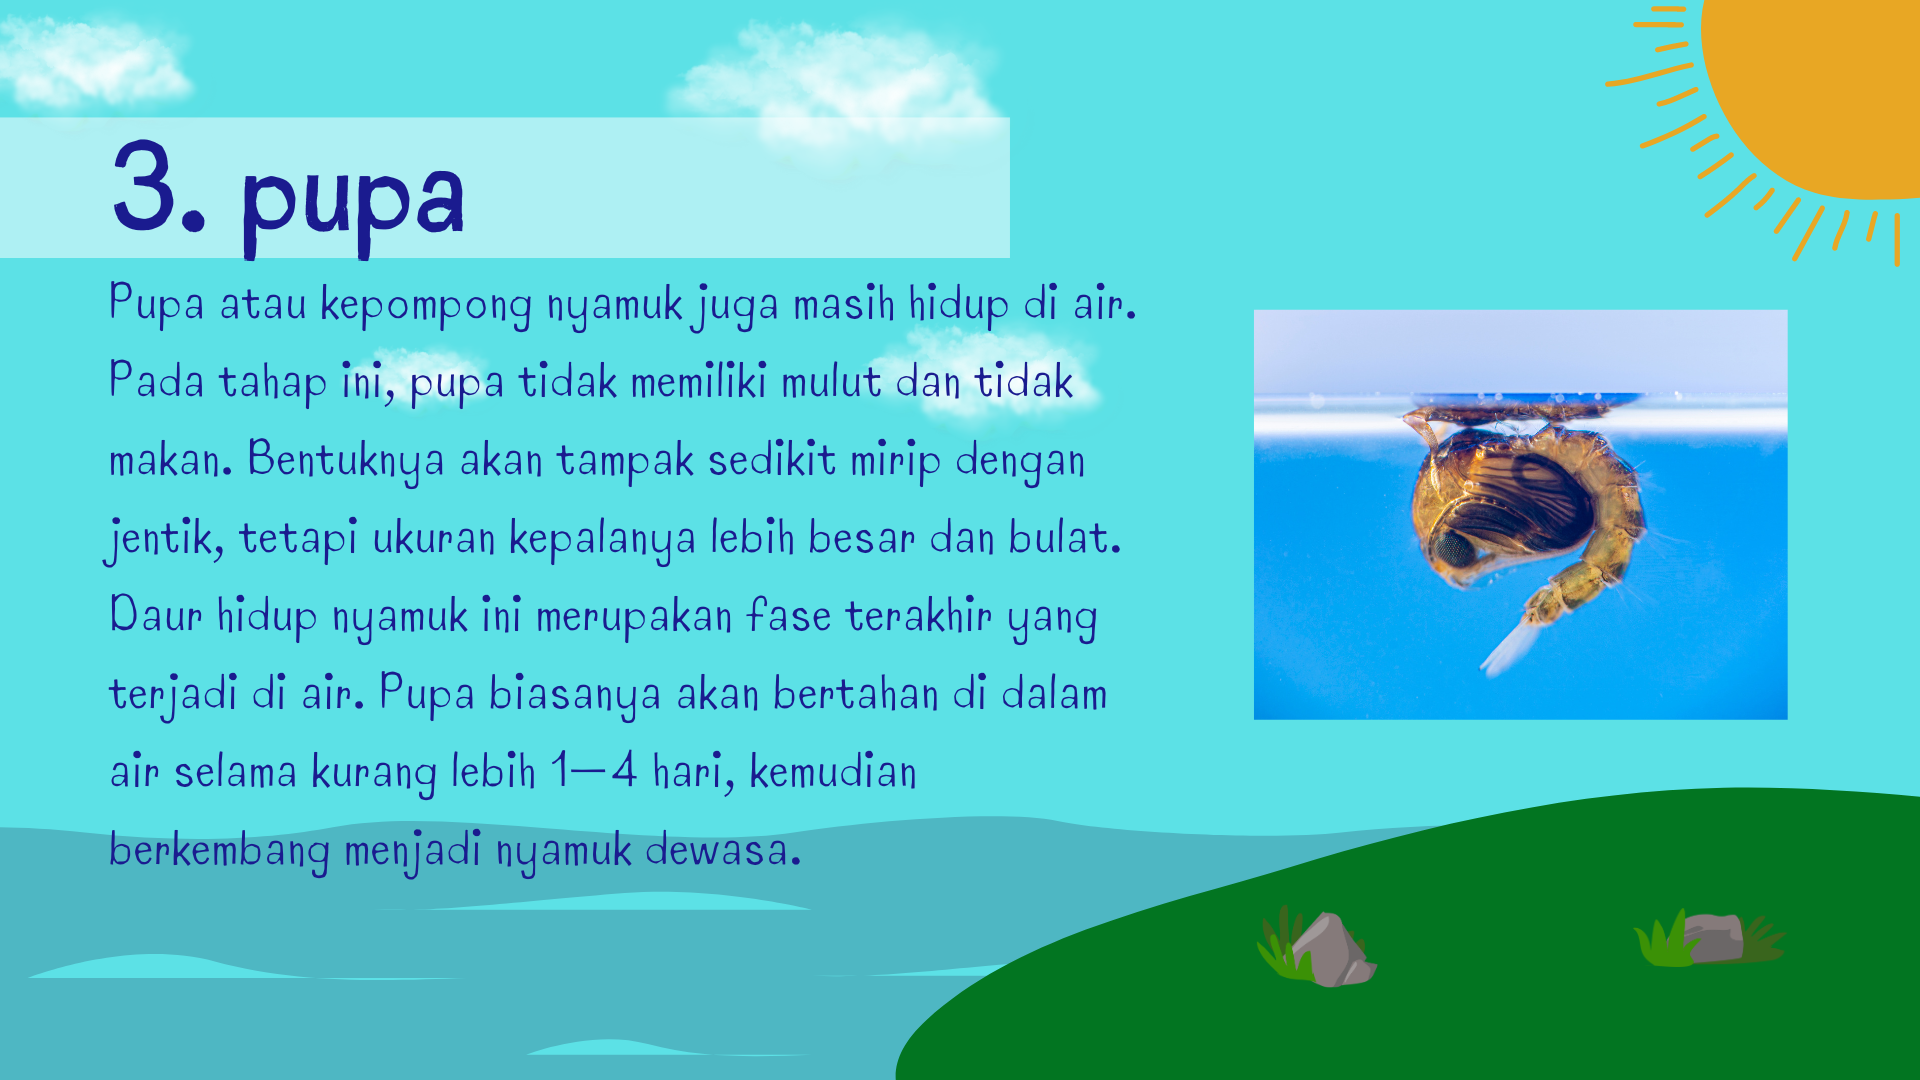 3. pupa
Pupa atau kepompong nyamuk juga masih hidup di air.
Pada tahap ini, pupa tidak memiliki mulut dan tidak
makan. Bentuknya akan tampak sedikit mirip dengan
jentik, tetapi ukuran kepalanya lebih besar dan bulat.
Daur hidup nyamuk ini merupakan fase terakhir yang
terjadi di air. Pupa biasanya akan bertahan di dalam
air selama kurang lebih 1—4 hari, kemudian
berkembang menjadi nyamuk dewasa.